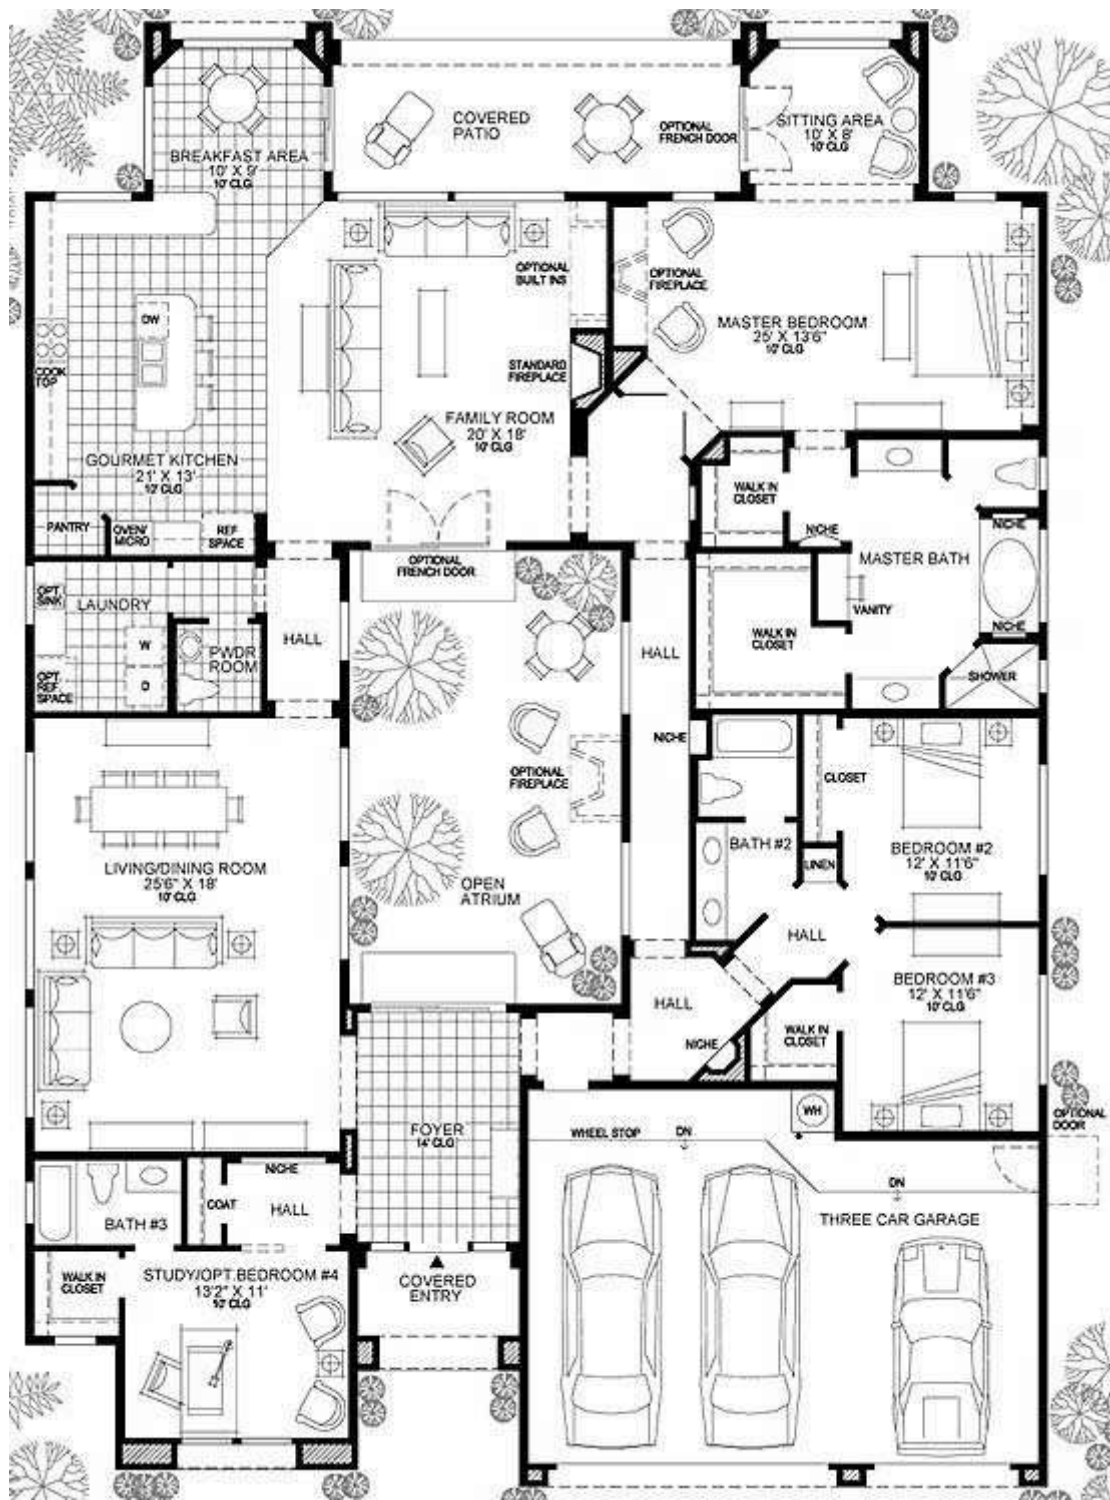 COVERED
PATIO
OPTIONAL
FRENCH DOOR
SITTING AREA
10' X 8'
10' CLG
BREAKFAST AREA
10' X 9'
10' CLG
OPTIONAL
BUILT INS
OPTIONAL
FIREPLACE
MASTER BEDROOM
25' X 13'6"
10' CLG
DW
COOK
TOP
STANDARD
FIREPLACE
FAMILY ROOM
20' X 18'
10' CLG
GOURMET KITCHEN
21' X 13'
10' CLG
WALK IN
CLOSET
PANTRY
OVEN/
MICRO
REF
SPACE
NICHE
NICHE
OPTIONAL
FRENCH DOOR
MASTER BATH
OPT.
SINK
LAUNDRY
VANITY
W
HALL
PWDR
ROOM
HALL
WALK IN
CLOSET
NICHE
OPT.
REF
SPACE
D
SHOWER
NICHE
OPTIONAL
FIREPLACE
CLOSET
BATH #2
BEDROOM #2
12' X 11'6"
10' CLG
LINEN
LIVING/DINING ROOM
25'6" X 18'
10' CLG
OPEN
ATRIUM
HALL
BEDROOM #3
12' X 11'6"
10' CLG
HALL
NICHE
WALK IN
CLOSET
FOYER
14' CLG
WHEEL STOP
DN
WH
OPTIONAL
DOOR
NICHE
COAT
HALL
BATH #3
DN
THREE CAR GARAGE
WALK IN
CLOSET
STUDY/OPT.BEDROOM #4
13'2" X 11'
10' CLG
COVERED
ENTRY